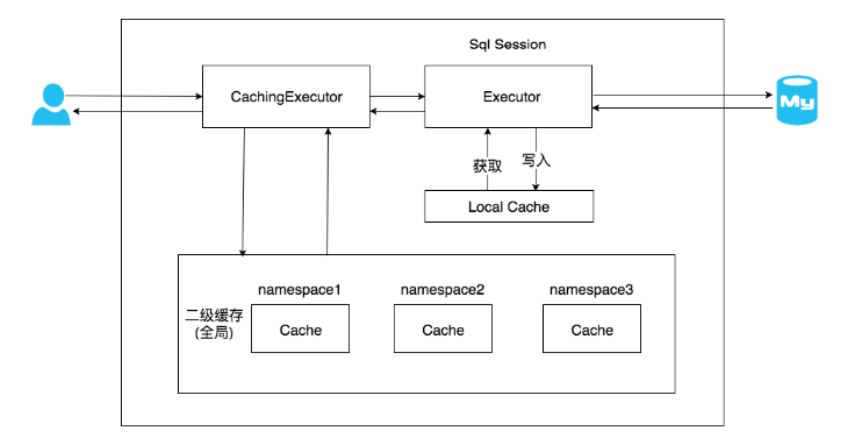 Sql Session
CachingExecutor
Executor
My
获取
写入
Local Cache
namespace1
namespace2
namespace3
二级缓存
(全局)
Cache
Cache
Cache